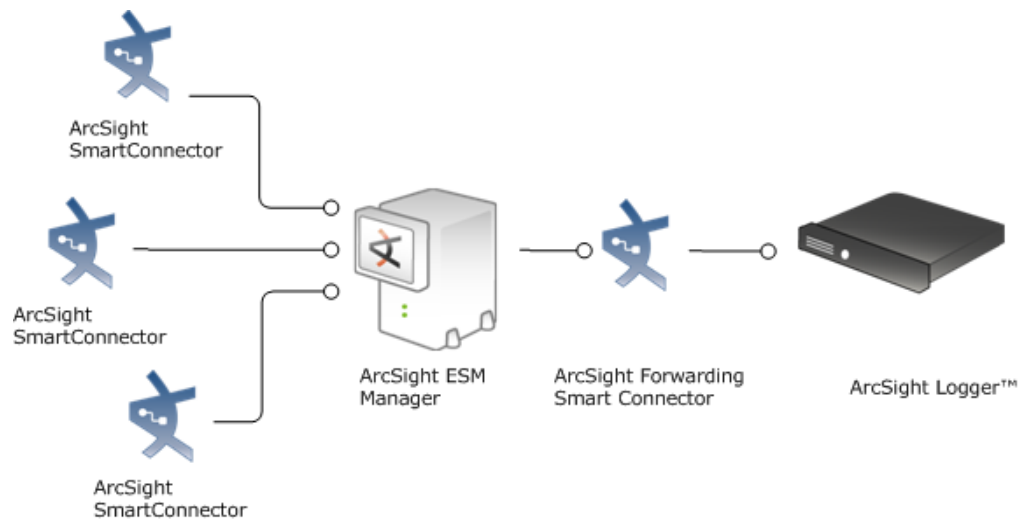 ArcSight
SmartConnector
ArcSight
SmartConnector
ArcSight
SmartConnector
ArcSight ESM
Manager
ArcSight Forwarding
Smart Connector
ArcSight Logger™